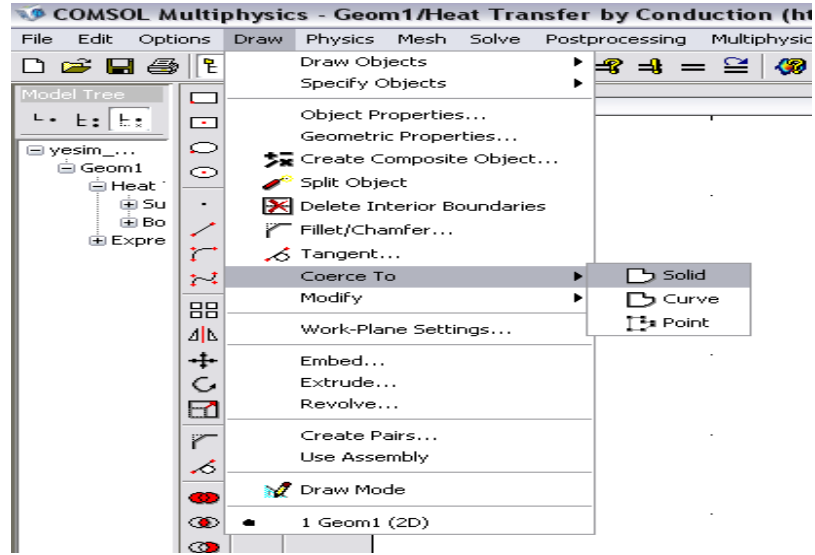 COMSOL Multiphysics - Geom1/Heat Transfer by Conduction (ht
File Edit Options Draw Physics Mesh Solve Postprocessing Multiphysic
Model Tree
yesim_...
Geom1
Heat
Su
Bo
Expre
Draw Objects
Specify Objects
Object Properties...
Geometric Properties...
Create Composite Object...
Split Object
Delete Interior Boundaries
Fillet/Chamfer...
Tangent...
Coerce To
Solid
Curve
Point
Modify
Work-Plane Settings...
Embed...
Extrude...
Revolve...
Create Pairs...
Use Assembly
Draw Mode
1 Geom1 (2D)